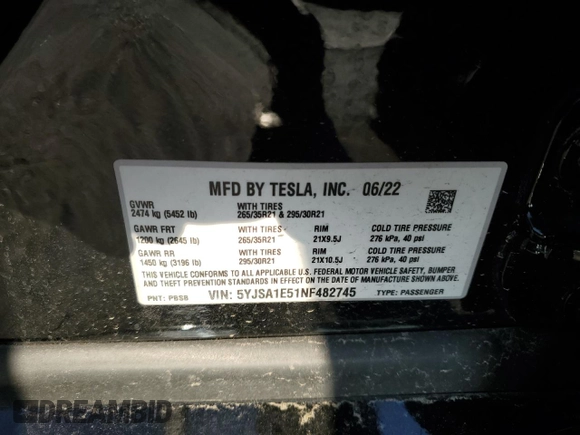 MFD BY TESLA, INC. 06/22
GVWR
2474 kg (5452 lb)
WITH TIRES
265/35R21 & 295/30R21
GAWR FRT
1200 kg (2645 lb)
WITH TIRES
265/35R21
RIM
21X9.5J
COLD TIRE PRESSURE
276 kPa, 40 psi
GAWR RR
1450 kg (3196 lb)
WITH TIRES
295/30R21
RIM
21X10.5J
COLD TIRE PRESSURE
276 kPa, 40 psi
THIS VEHICLE CONFORMS TO ALL APPLICABLE U.S. FEDERAL MOTOR VEHICLE SAFETY, BUMPER
AND THEFT PREVENTION STANDARDS IN EFFECT ON THE DATE OF MANUFACTURE SHOWN ABOVE.
PNT: PBSB VIN: 5YJSA1E51NF482745 TYPE: PASSENGER
DREAMBID